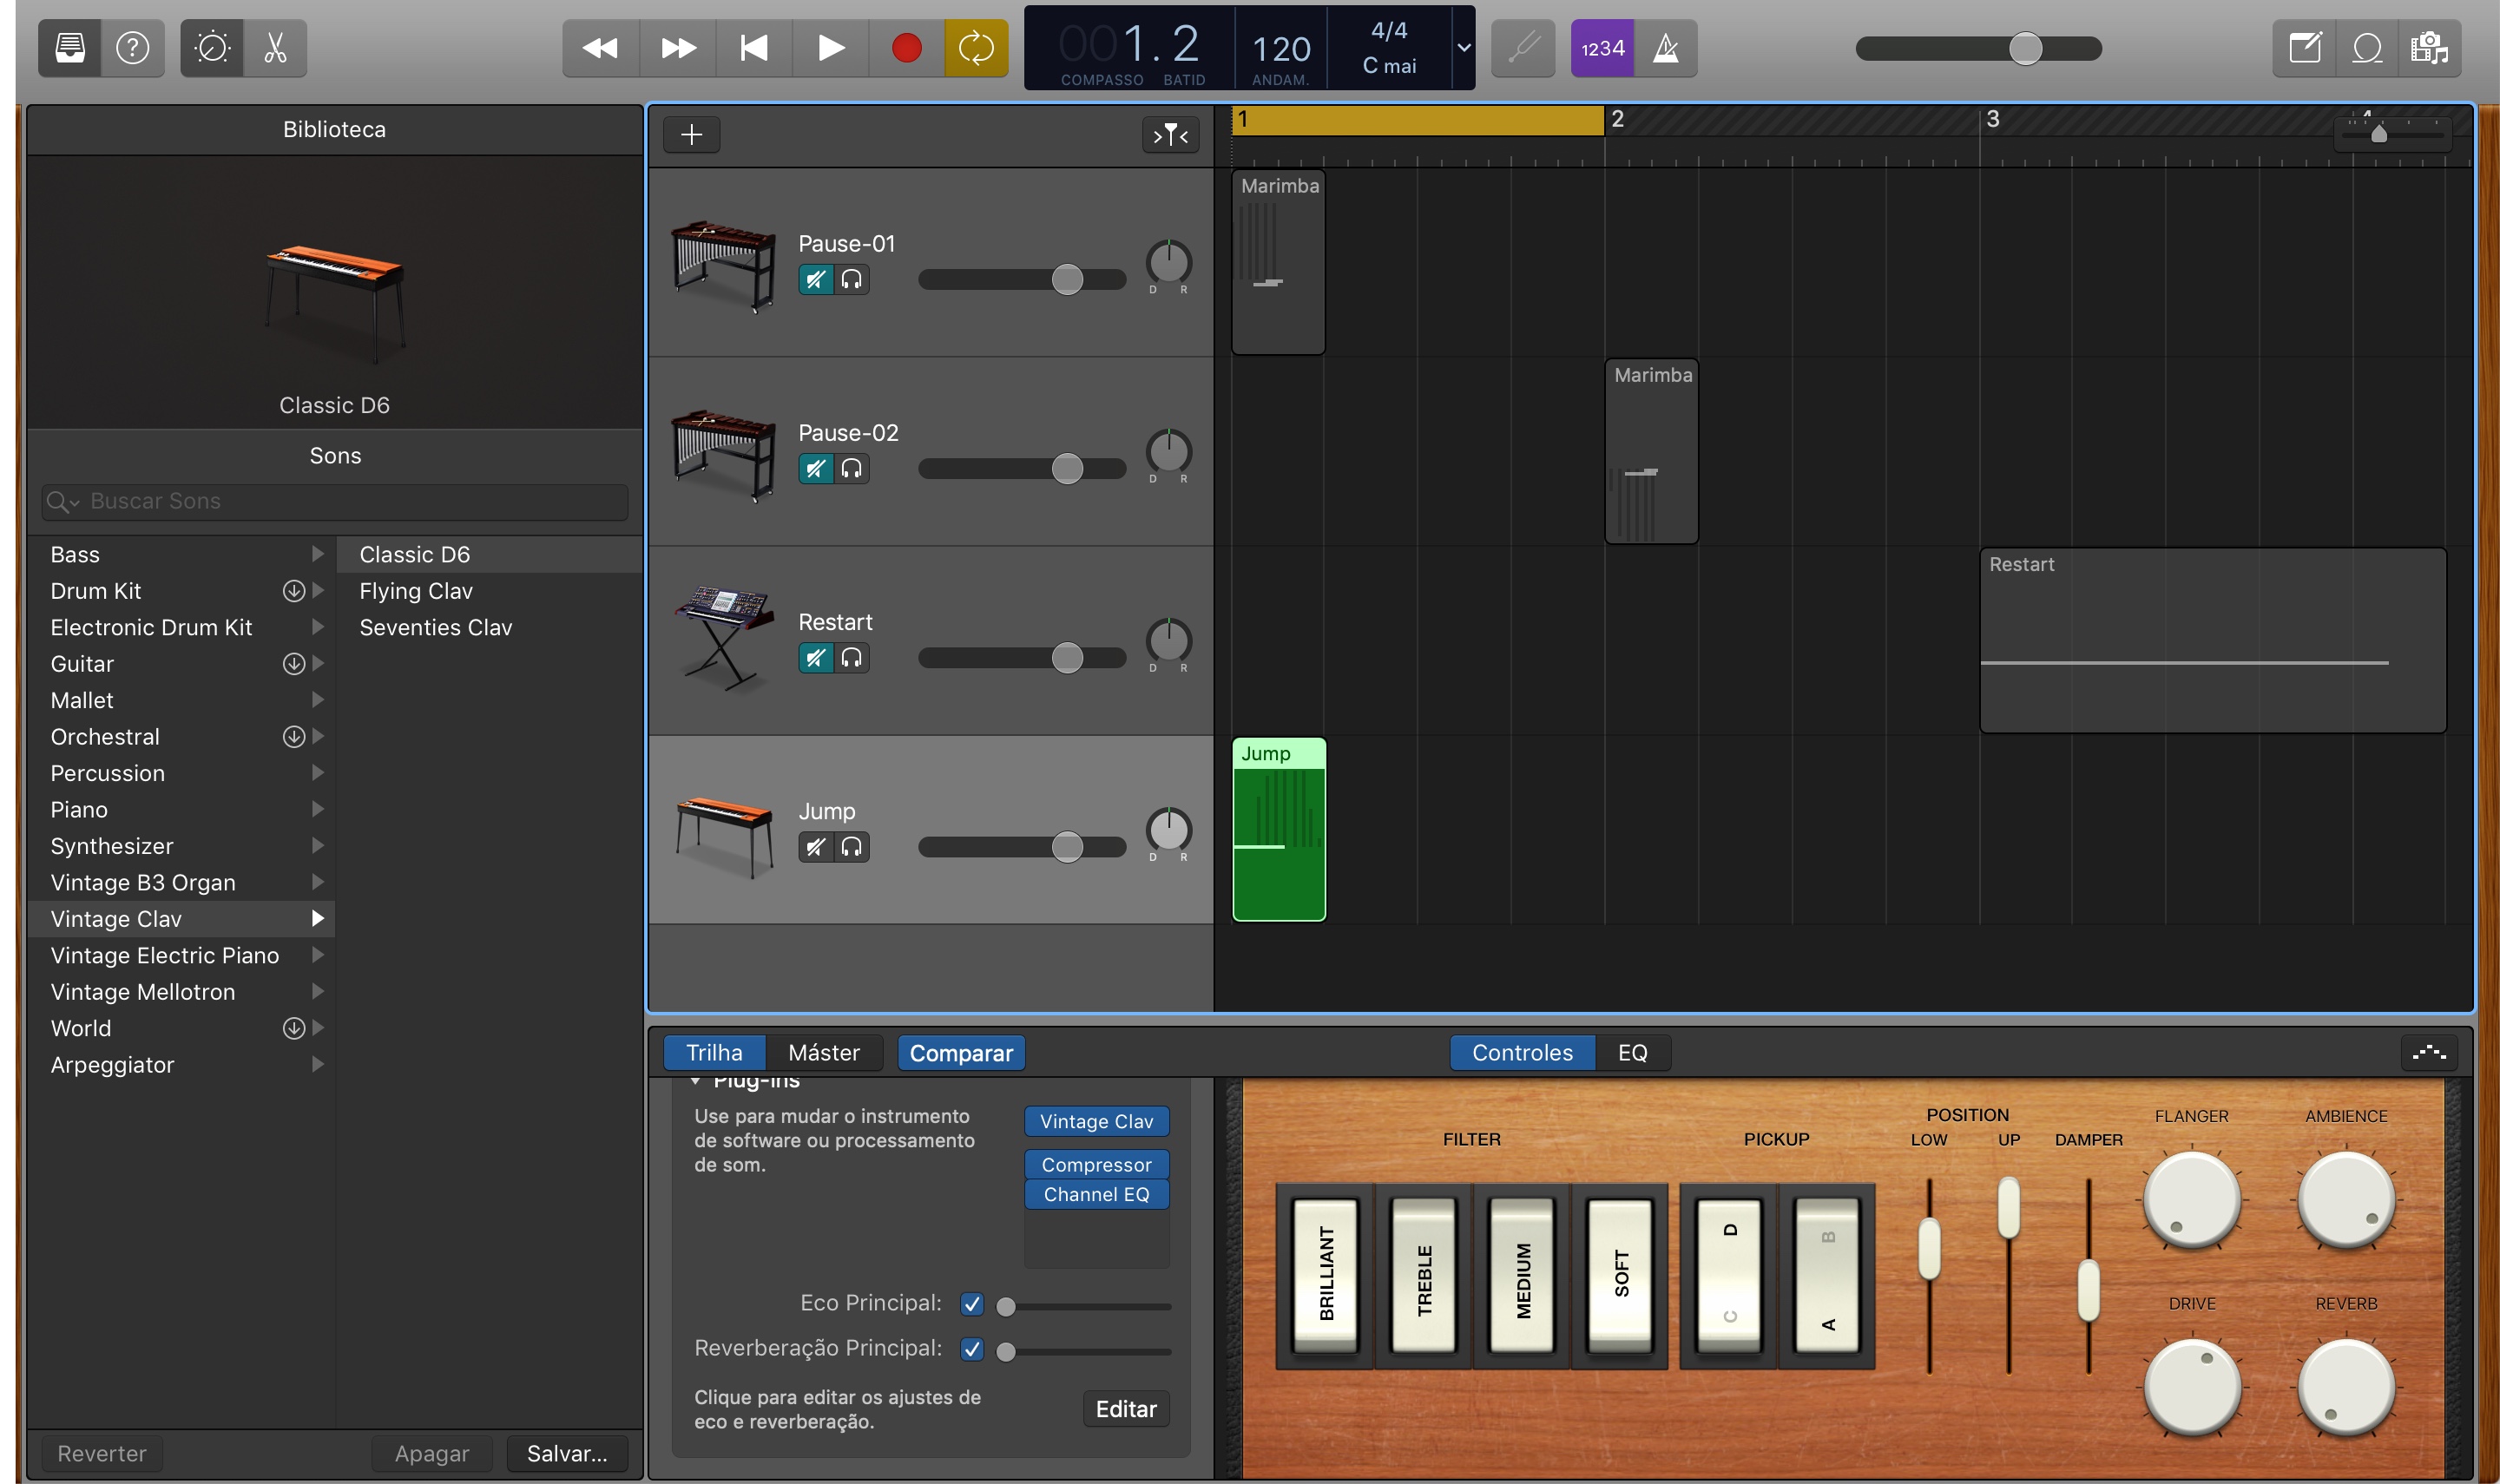 001. 2
COMPASSO BATID
120
ANDAM.
4/4
C mai
1234
Biblioteca
Classic D6
Sons
Buscar Sons
Bass
Drum Kit
Electronic Drum Kit
Guitar
Mallet
Orchestral
Percussion
Piano
Synthesizer
Vintage B3 Organ
Vintage Clav
Vintage Electric Piano
Vintage Mellotron
World
Arpeggiator
Classic D6
Flying Clav
Seventies Clav
Reverter
Apagar
Salvar...
1
2
3
4
Pause-01
D R
Marimba
Pause-02
D R
Marimba
Restart
D R
Restart
Jump
D R
Jump
Trilha
Máster
Comparar
Controles
EQ
Plug-ins
Use para mudar o instrumento
de software ou processamento
de som.
Vintage Clav
Compressor
Channel EQ
Eco Principal:
Reverberação Principal:
Clique para editar os ajustes de
eco e reverberação.
Editar
FILTER
BRILLIANT
TREBLE
MEDIUM
SOFT
PICKUP
D
C
B
A
POSITION
LOW
UP
DAMPER
FLANGER
AMBIENCE
DRIVE
REVERB